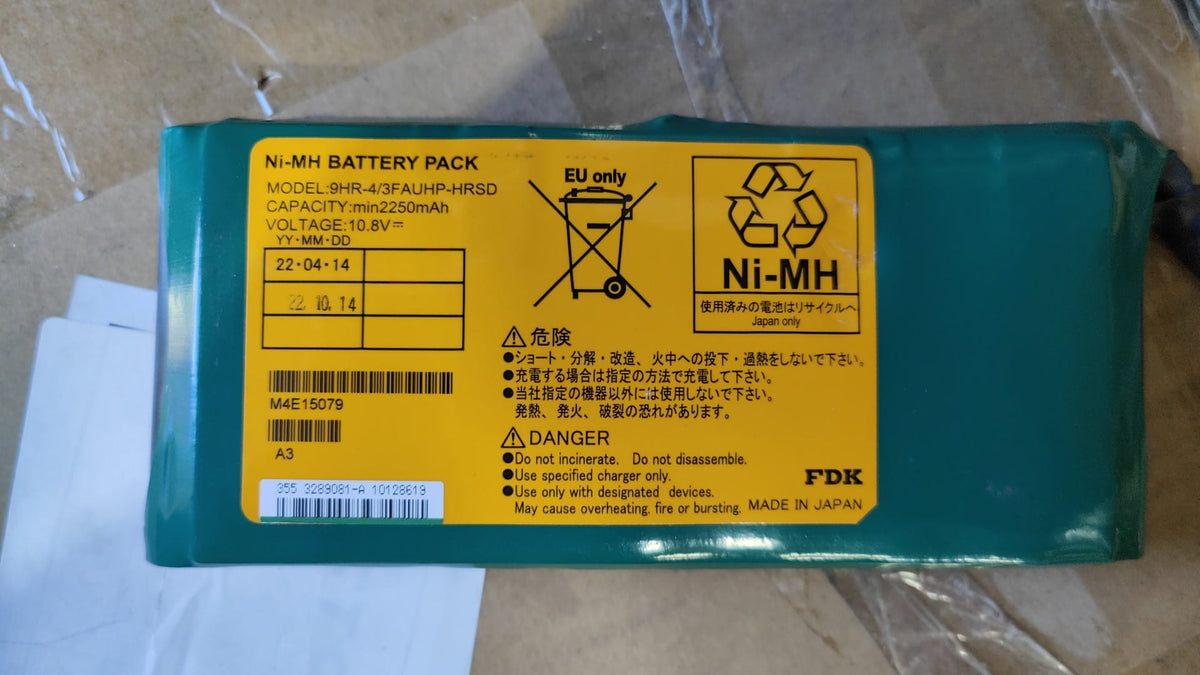 Ni-MH BATTERY PACK
MODEL:9HR-4/3FAUHP-HRSD
CAPACITY:min2250mAh
VOLTAGE:10.8V⎓
YY・MM・DD
22・04・14
22. 10. 14
M4E15079
A3
355 3289081-A 10128619
EU only
Ni-MH
使用済みの電池はリサイクルへ
Japan only
⚠危険
●ショート・分解・改造、火中への投下・過熱をしないで下さい。
●充電する場合は指定の方法で充電して下さい。
●当社指定の機器以外には使用しないで下さい。
発熱、発火、破裂の恐れがあります。
⚠DANGER
●Do not incinerate. Do not disassemble.
●Use specified charger only.
●Use only with designated devices.
May cause overheating. fire or bursting.
FDK
MADE IN JAPAN